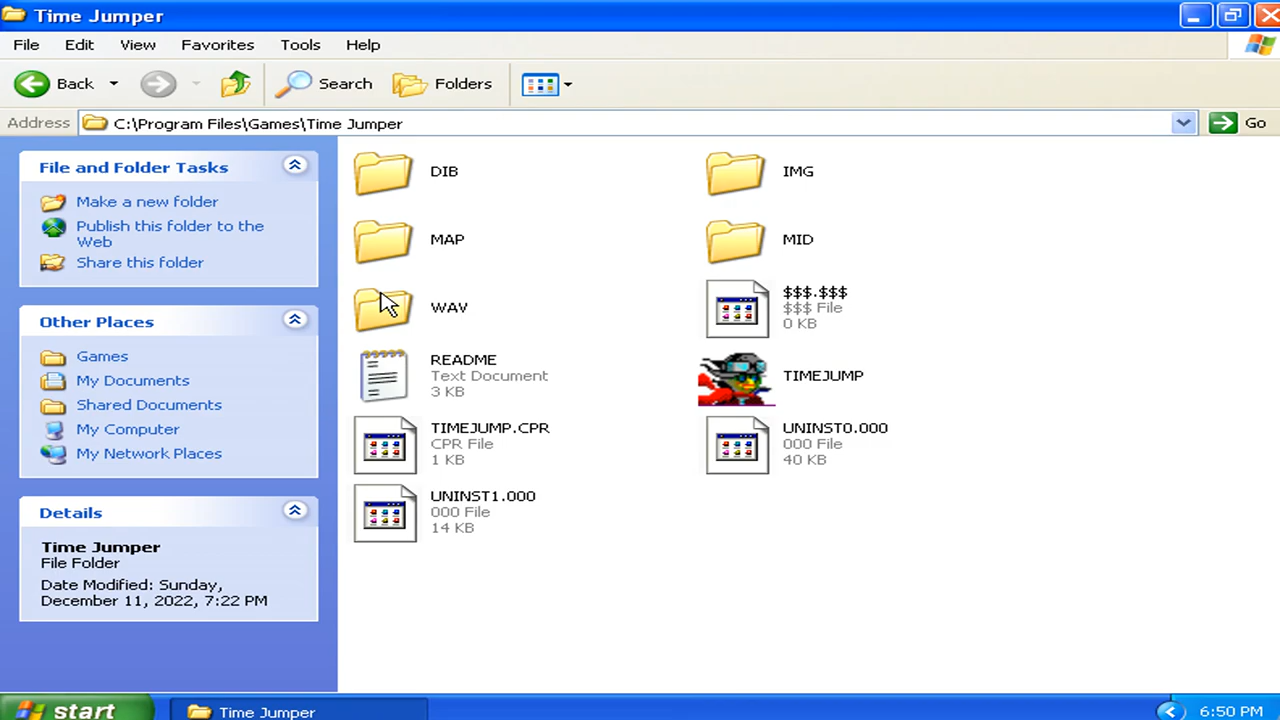 Time Jumper
File Edit View Favorites Tools Help
Back Search Folders
Address C:\Program Files\Games\Time Jumper Go
File and Folder Tasks
Make a new folder
Publish this folder to the
Web
Share this folder
Other Places
Games
My Documents
Shared Documents
My Computer
My Network Places
Details
Time Jumper
File Folder
Date Modified: Sunday,
December 11, 2022, 7:22 PM
DIB
IMG
MAP
MID
WAV
$$$.$$$
$$$ File
0 KB
README
Text Document
3 KB
TIMEJUMP
TIMEJUMP.CPR
CPR File
1 KB
UNINST0.000
000 File
40 KB
UNINST1.000
000 File
14 KB
start Time Jumper 6:50 PM